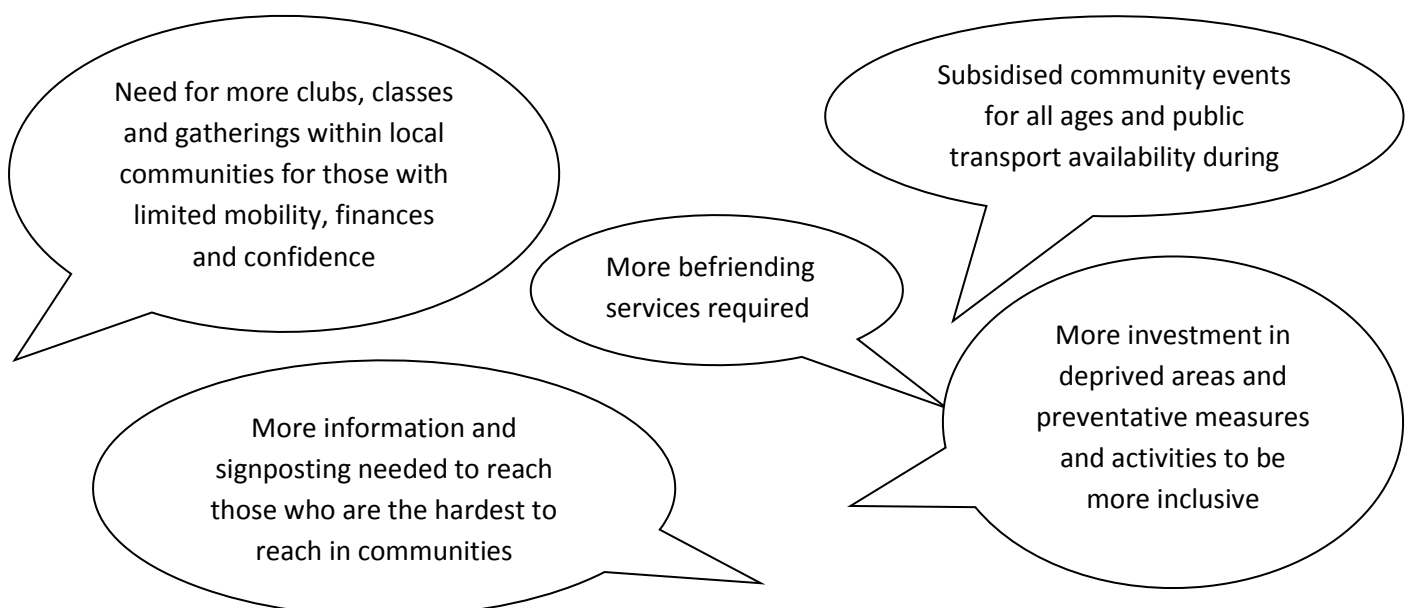 Need for more clubs, classes
and gatherings within local
communities for those with
limited mobility, finances
and confidence
Subsidised community events
for all ages and public
transport availability during
More befriending
services required
More investment in
deprived areas and
preventative measures
and activities to be
more inclusive
More information and
signposting needed to reach
those who are the hardest to
reach in communities